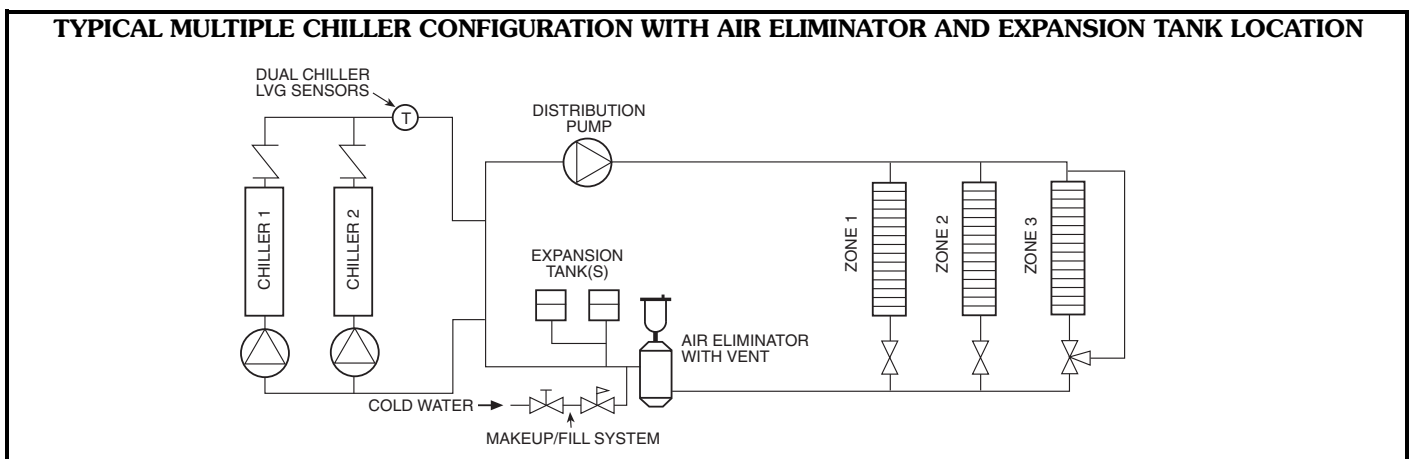 TYPICAL MULTIPLE CHILLER CONFIGURATION WITH AIR ELIMINATOR AND EXPANSION TANK LOCATION
DUAL CHILLER
LVG SENSORS
T
DISTRIBUTION
PUMP
CHILLER 1
CHILLER 2
ZONE 1
ZONE 2
ZONE 3
EXPANSION
TANK(S)
AIR ELIMINATOR
WITH VENT
COLD WATER
MAKEUP/FILL SYSTEM